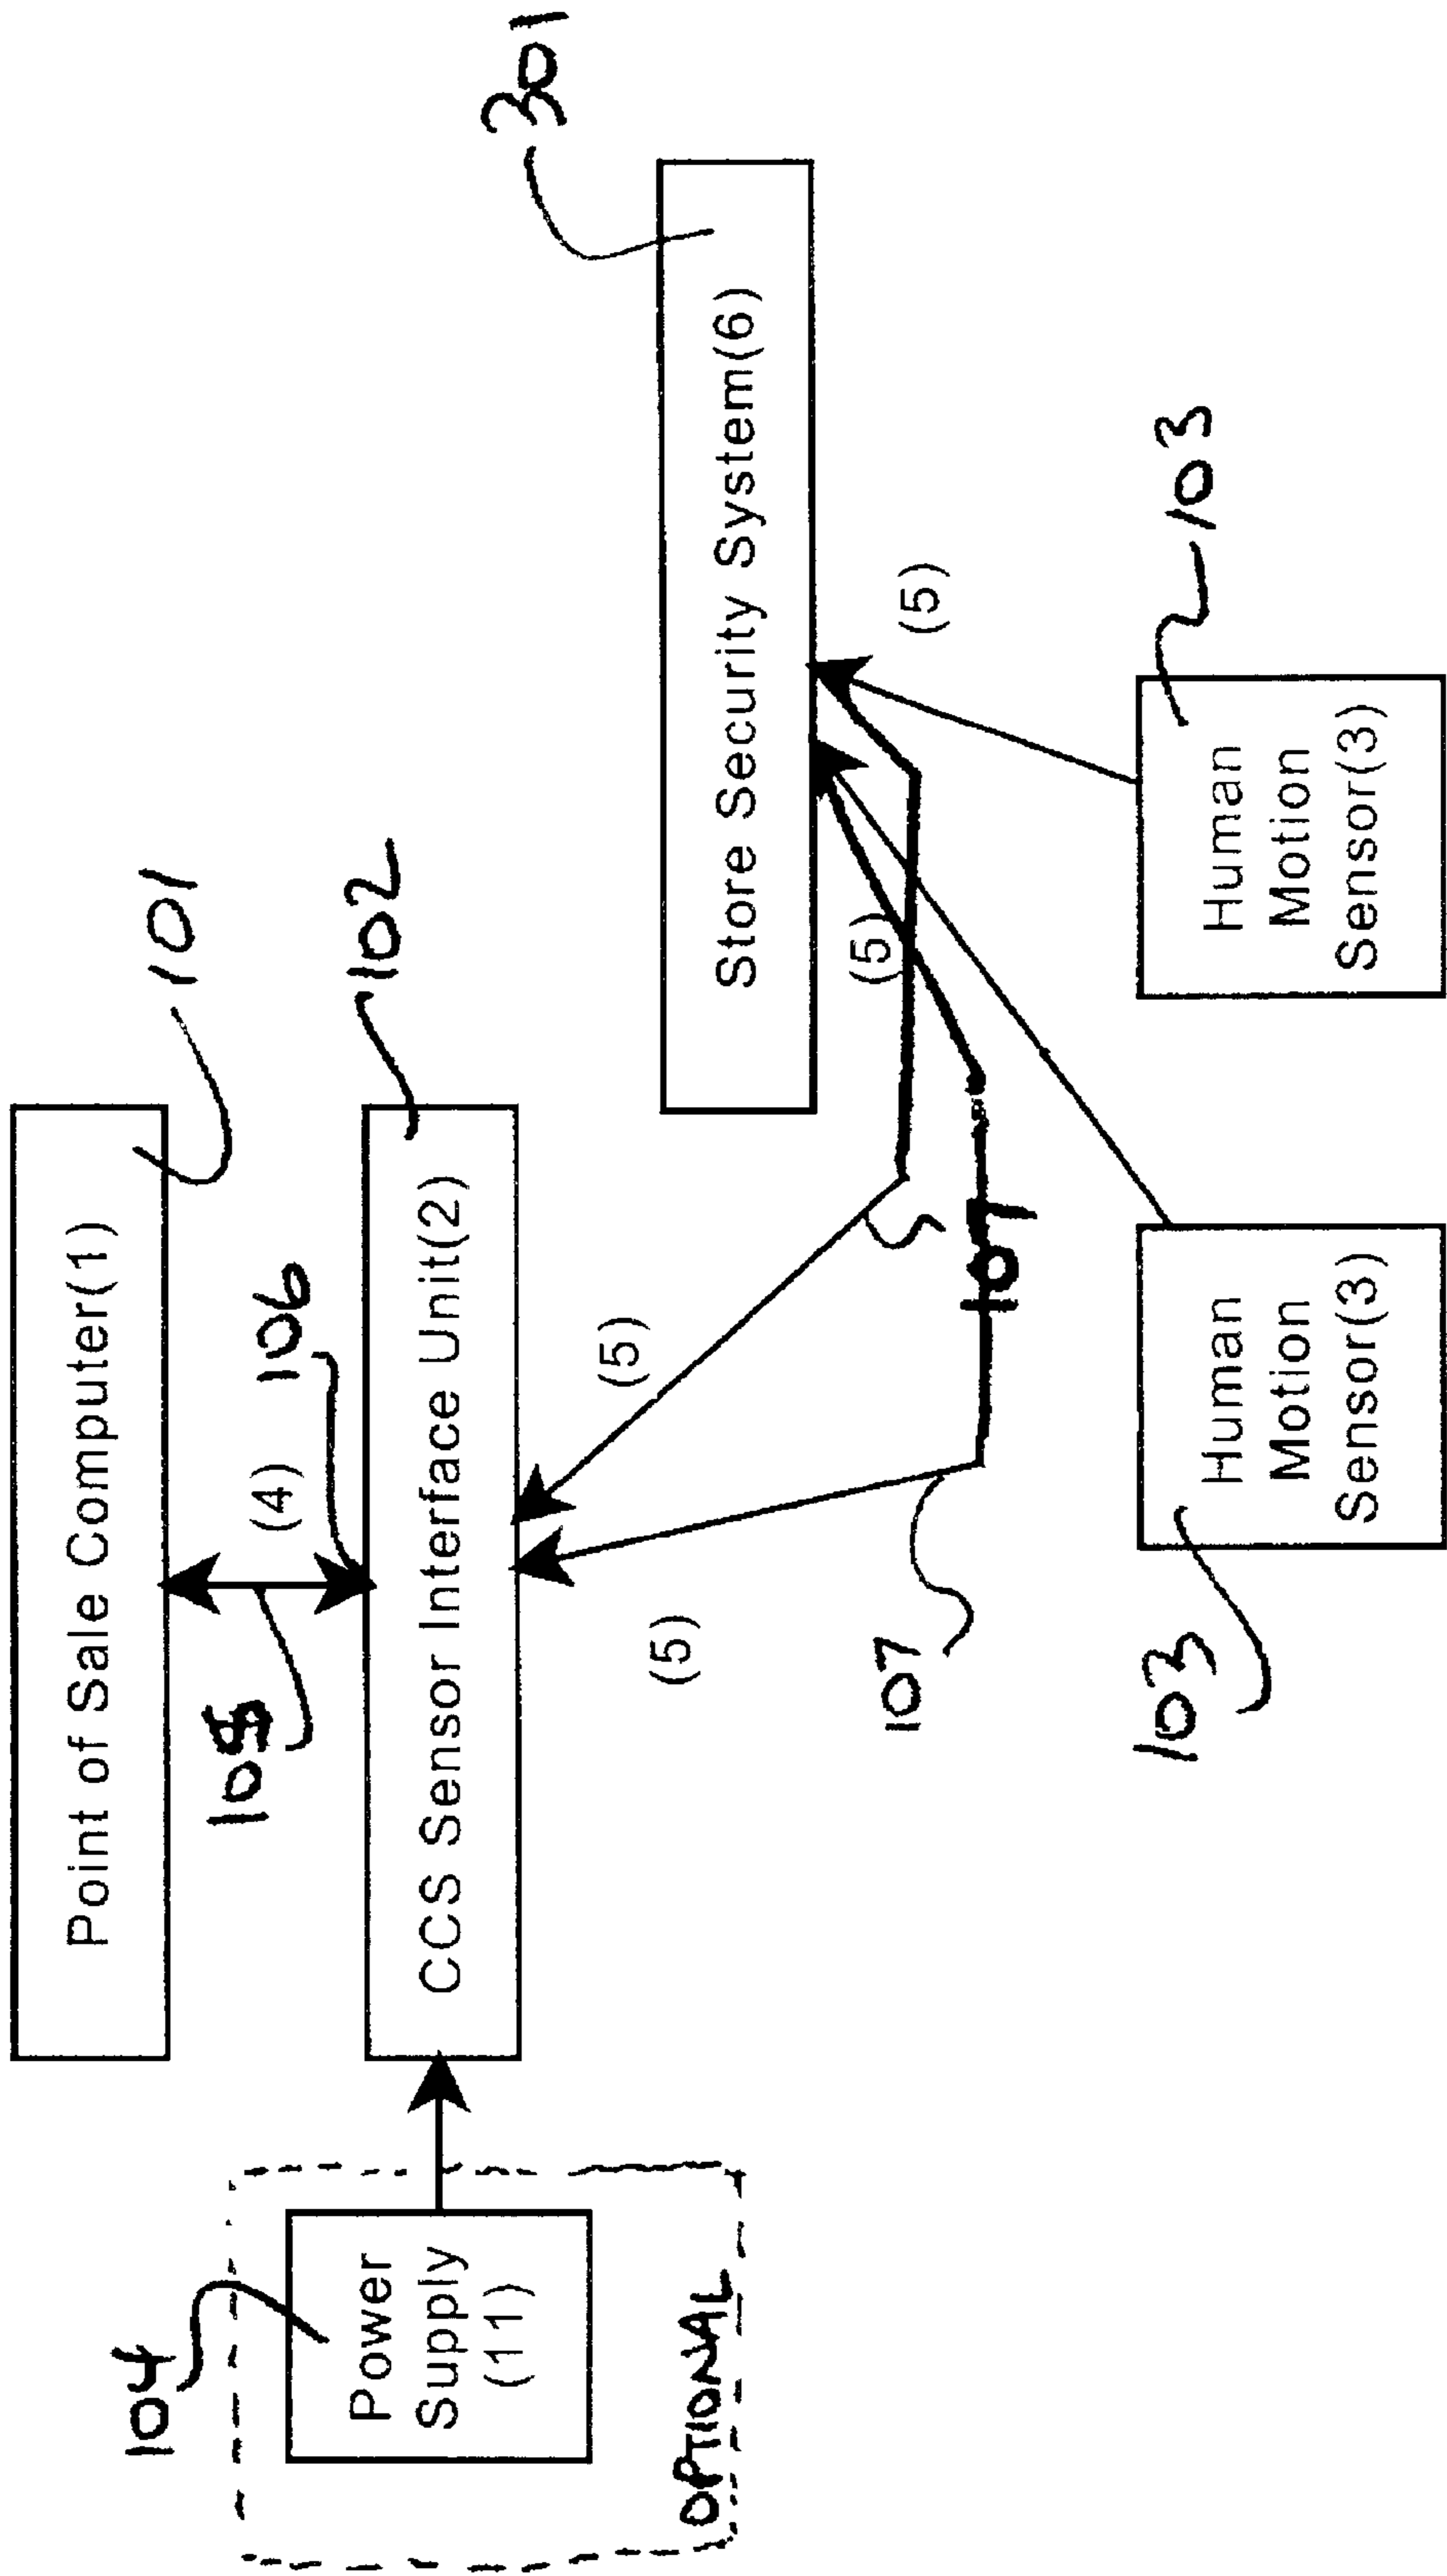 Point of Sale Computer(1)
101
105
(4)
106
CCS Sensor Interface Unit(2)
102
104
Power
Supply
(11)
OPTIONAL
Store Security System(6)
301
(5)
(5)
(5)
(5)
107
107
Human
Motion
Sensor(3)
103
Human
Motion
Sensor(3)
103